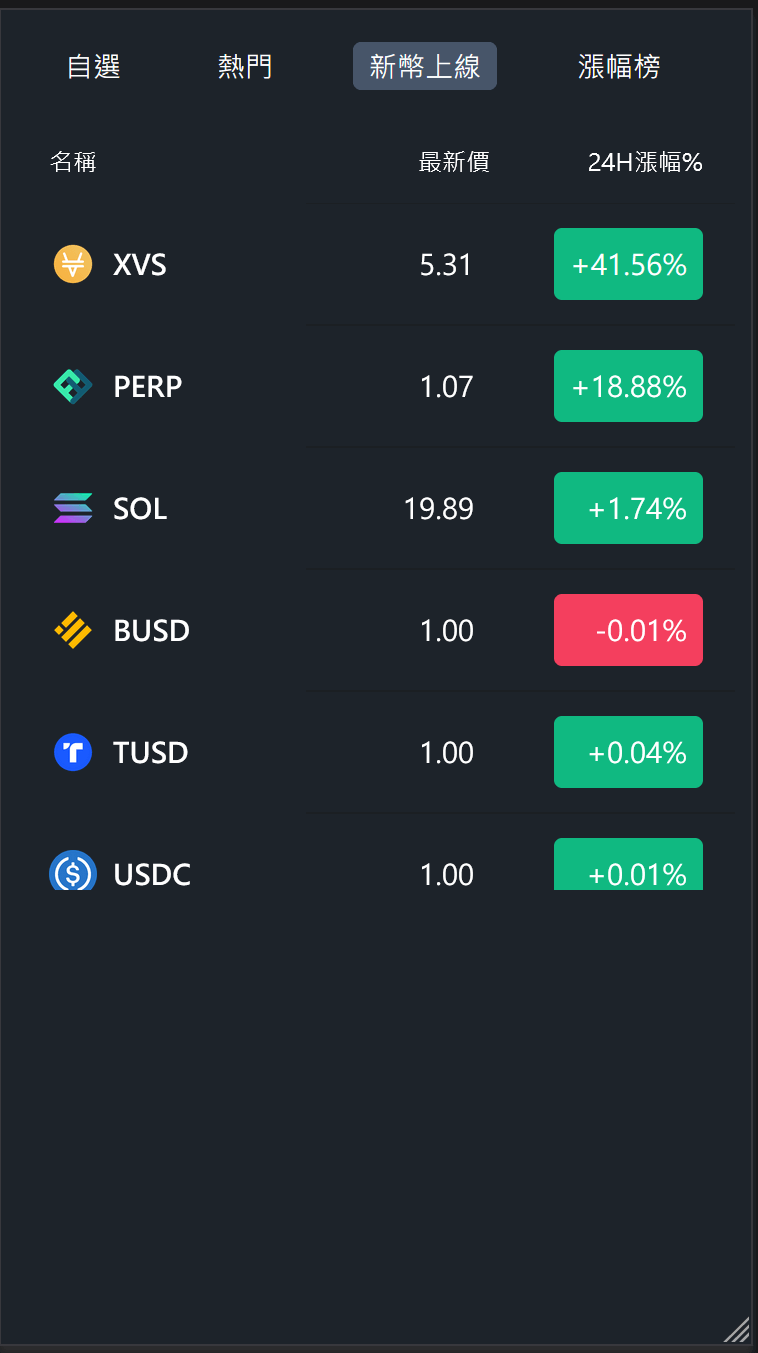 自選 熱門 新幣上線 漲幅榜
名稱 最新價 24H漲幅%
XVS 5.31 +41.56%
PERP 1.07 +18.88%
SOL 19.89 +1.74%
BUSD 1.00 -0.01%
TUSD 1.00 +0.04%
USDC 1.00 +0.01%